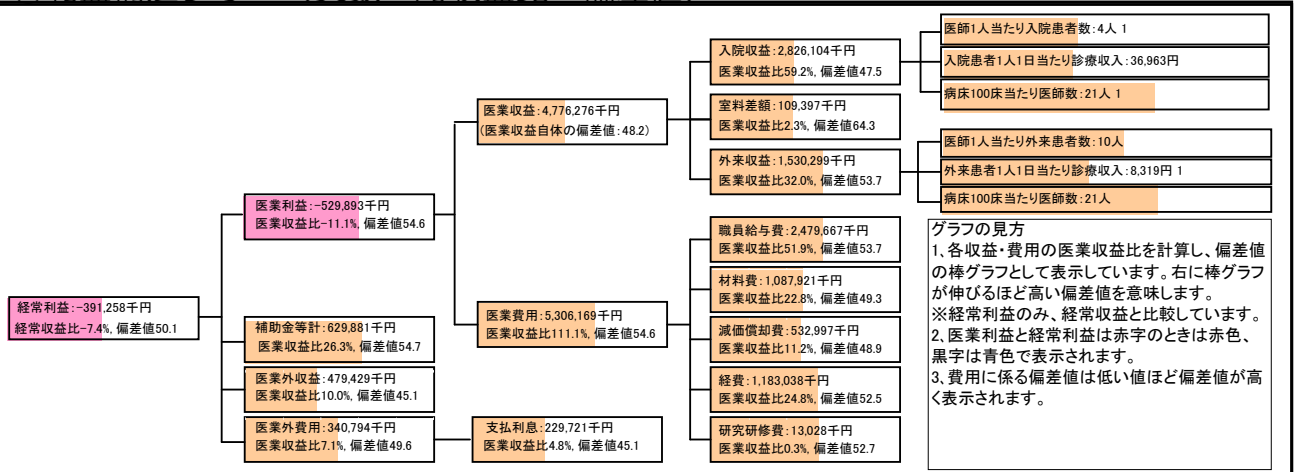 経常利益:-391,258千円
経常収益比-7.4%, 偏差値50.1
医業利益:-529,893千円
医業収益比-11.1%, 偏差値54.6
補助金等計:629,881千円
医業収益比26.3%, 偏差値54.7
医業外収益:479,429千円
医業収益比10.0%, 偏差値45.1
医業外費用:340,794千円
医業収益比7.1%, 偏差値49.6
医業収益:4,776,276千円
(医業収益自体の偏差値:48.2)
医業費用:5,306,169千円
医業収益比111.1%, 偏差値54.6
支払利息:229,721千円
医業収益比4.8%, 偏差値45.1
入院収益:2,826,104千円
医業収益比59.2%, 偏差値47.5
室料差額:109,397千円
医業収益比2.3%, 偏差値64.3
外来収益:1,530,299千円
医業収益比32.0%, 偏差値53.7
職員給与費:2,479,667千円
医業収益比51.9%, 偏差値53.7
材料費:1,087,921千円
医業収益比22.8%, 偏差値49.3
減価償却費:532,997千円
医業収益比11.2%, 偏差値48.9
経費:1,183,038千円
医業収益比24.8%, 偏差値52.5
研究研修費:13,028千円
医業収益比0.3%, 偏差値52.7
医師1人当たり入院患者数:4人 1
入院患者1人1日当たり診療収入:36,963円
病床100床当たり医師数:21人 1
医師1人当たり外来患者数:10人
外来患者1人1日当たり診療収入:8,319円 1
病床100床当たり医師数:21人
グラフの見方
1、各収益・費用の医業収益比を計算し、偏差値
の棒グラフとして表示しています。右に棒グラフ
が伸びるほど高い偏差値を意味します。
※経常利益のみ、経常収益と比較しています。
2、医業利益と経常利益は赤字のときは赤色、
黒字は青色で表示されます。
3、費用に係る偏差値は低い値ほど偏差値が高
く表示されます。